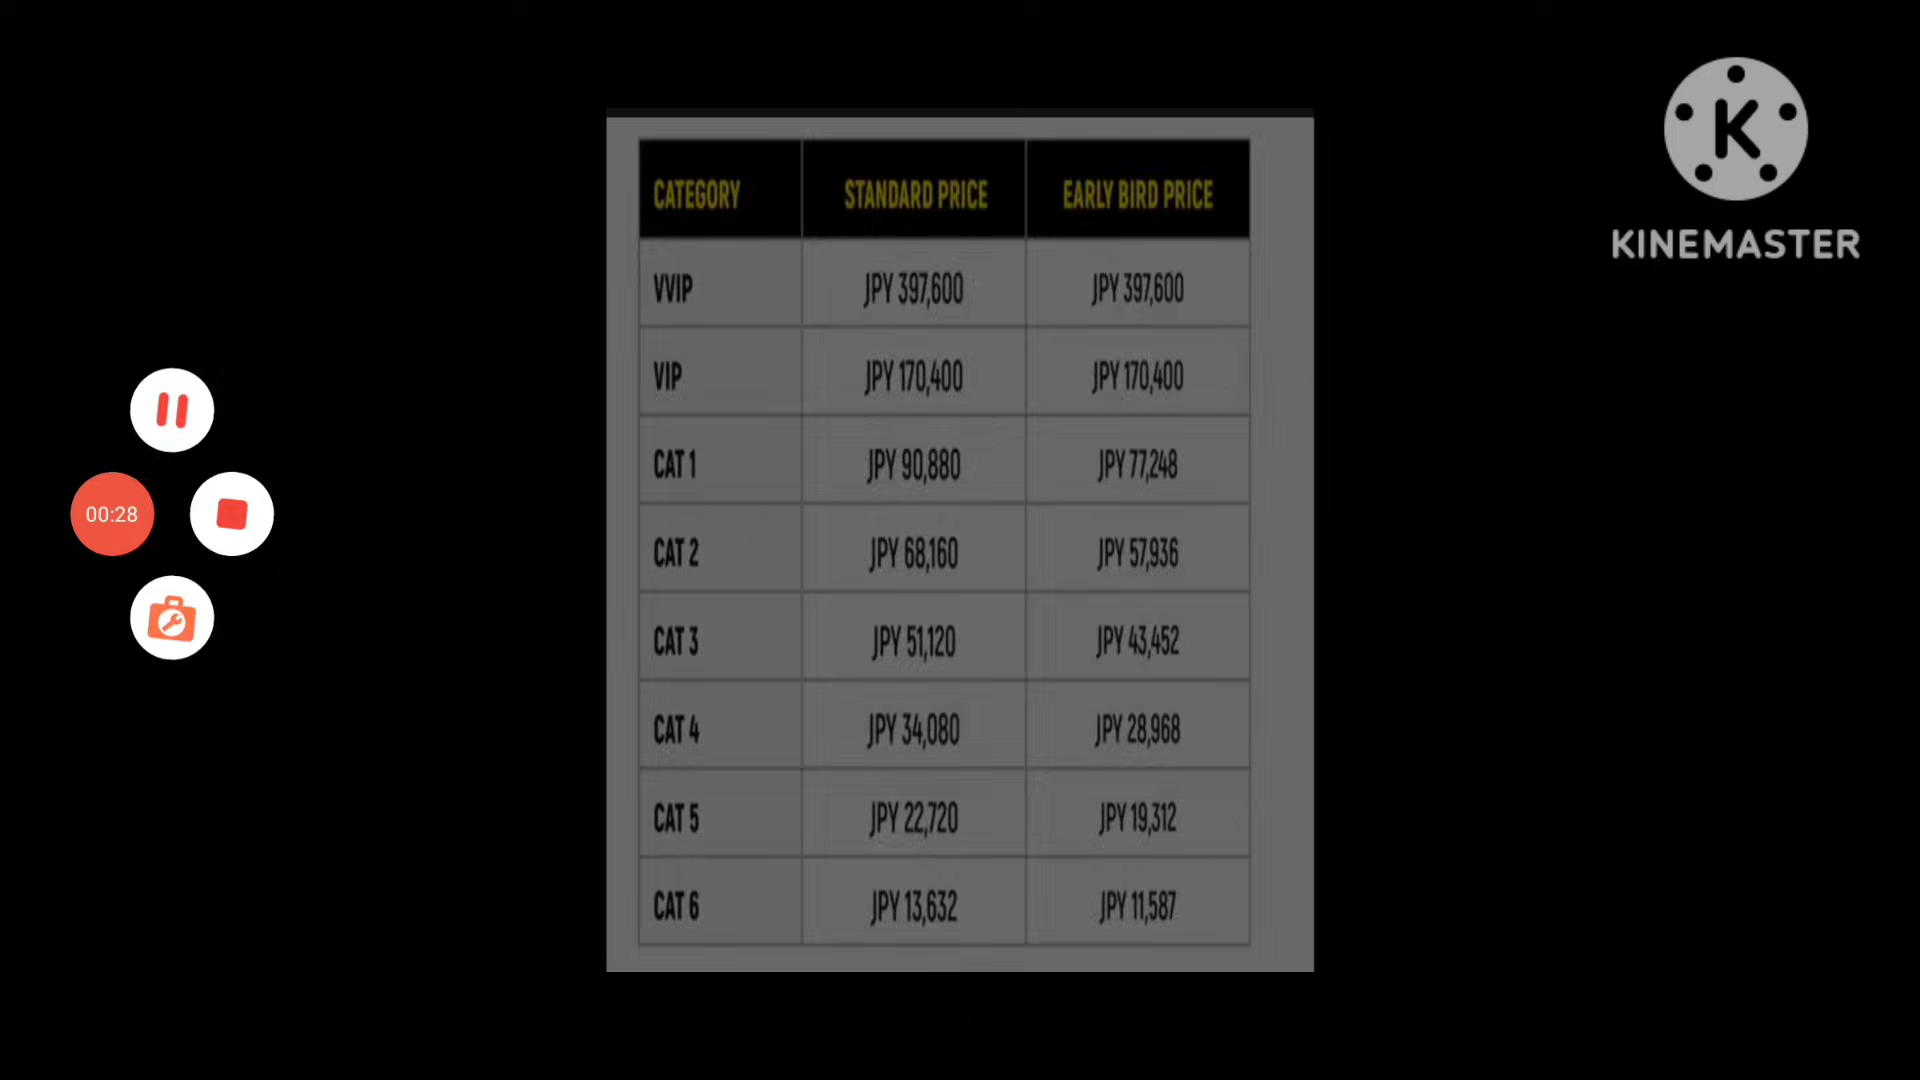 KINEMASTER
CATEGORY STANDARD PRICE EARLY BIRD PRICE
VVIP JPY 397,600 JPY 397,600
VIP JPY 170,400 JPY 170,400
CAT 1 JPY 90,880 JPY 77,248
CAT 2 JPY 68,160 JPY 57,936
CAT 3 JPY 51,120 JPY 43,452
CAT 4 JPY 34,080 JPY 28,968
CAT 5 JPY 22,720 JPY 19,312
CAT 6 JPY 13,632 JPY 11,587
00:28